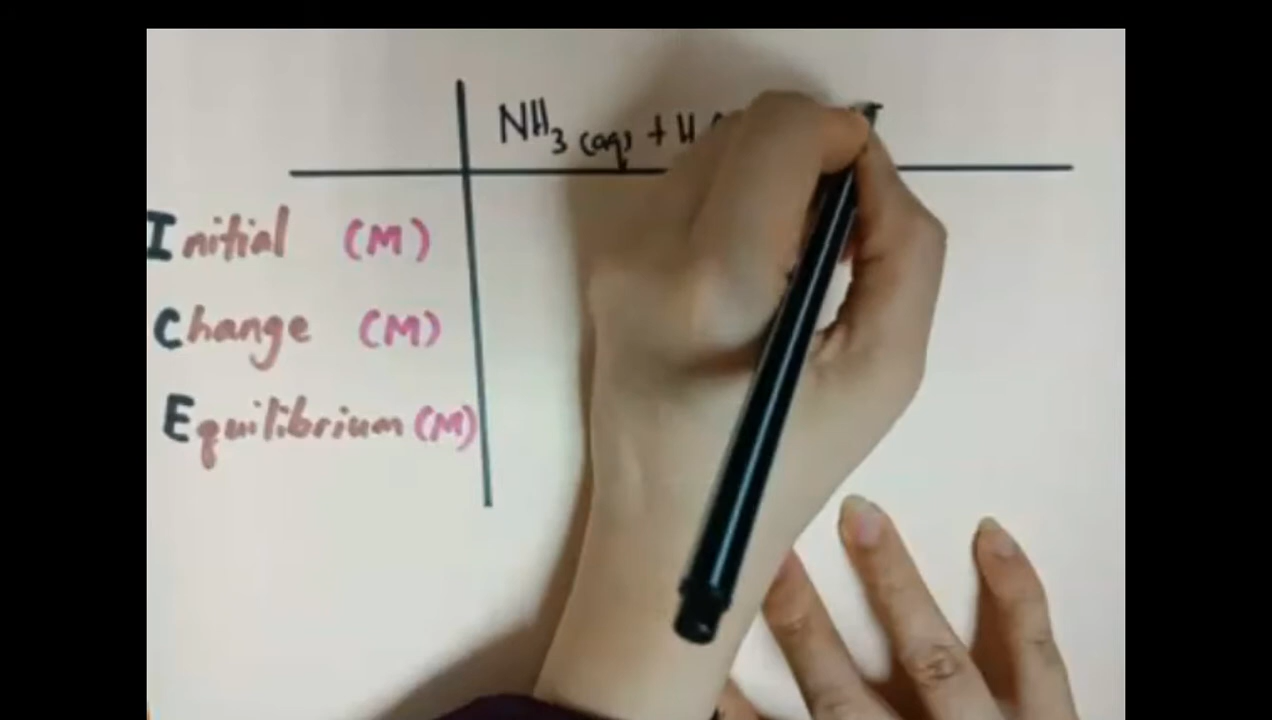 NH3 (aq) + H
Initial (M)
Change (M)
Equilibrium (M)